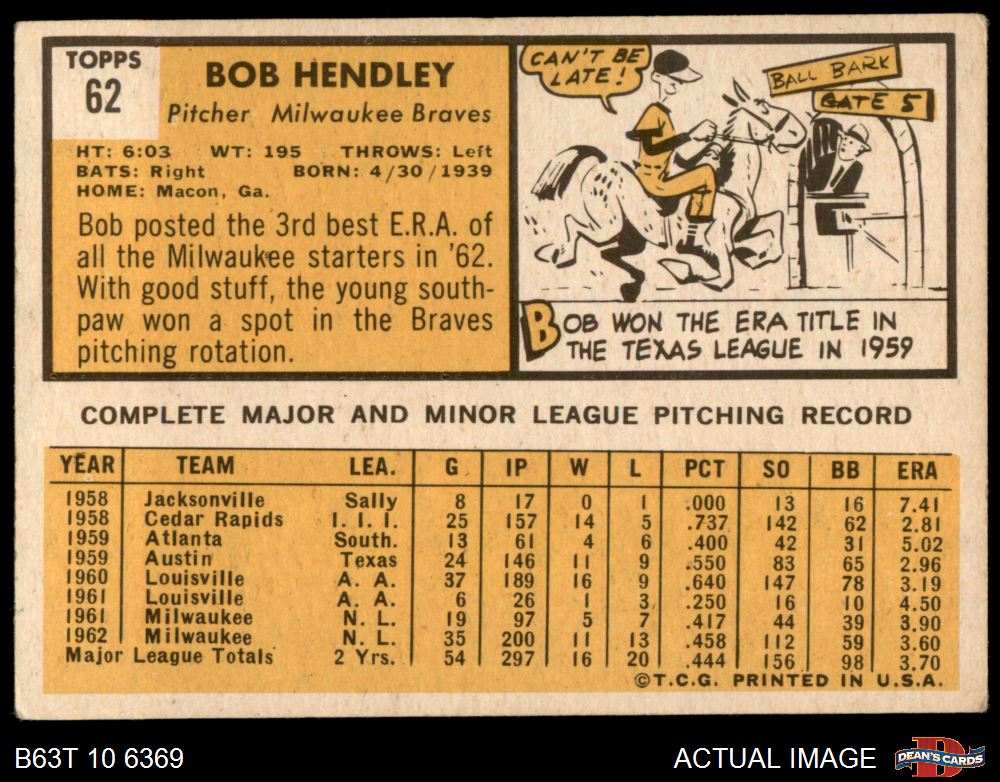 TOPPS
62
BOB HENDLEY
Pitcher Milwaukee Braves
HT: 6:03 WT: 195 THROWS: Left
BATS: Right BORN: 4/30/1939
HOME: Macon, Ga.
Bob posted the 3rd best E.R.A. of
all the Milwaukee starters in '62.
With good stuff, the young south-
paw won a spot in the Braves
pitching rotation.
CAN'T BE
LATE!
BALL BARK
GATE 5
BOB WON THE ERA TITLE IN
THE TEXAS LEAGUE IN 1959
COMPLETE MAJOR AND MINOR LEAGUE PITCHING RECORD
YEAR TEAM LEA. G IP W L PCT SO BB ERA
1958 Jacksonville Sally 8 17 0 1 .000 13 16 7.41
1958 Cedar Rapids I. I. I. 25 157 14 5 .737 142 62 2.81
1959 Atlanta South. 13 61 4 6 .400 42 31 5.02
1959 Austin Texas 24 146 11 9 .550 83 65 2.96
1960 Louisville A. A. 37 189 16 9 .640 147 78 3.19
1961 Louisville A. A. 6 26 1 3 .250 16 10 4.50
1961 Milwaukee N. L. 19 97 5 7 .417 44 39 3.90
1962 Milwaukee N. L. 35 200 11 13 .458 112 59 3.60
Major League Totals 2 Yrs. 54 297 16 20 .444 156 98 3.70
©T.C.G. PRINTED IN U.S.A.
B63T 10 6369
ACTUAL IMAGE
D
DEAN'S CARDS